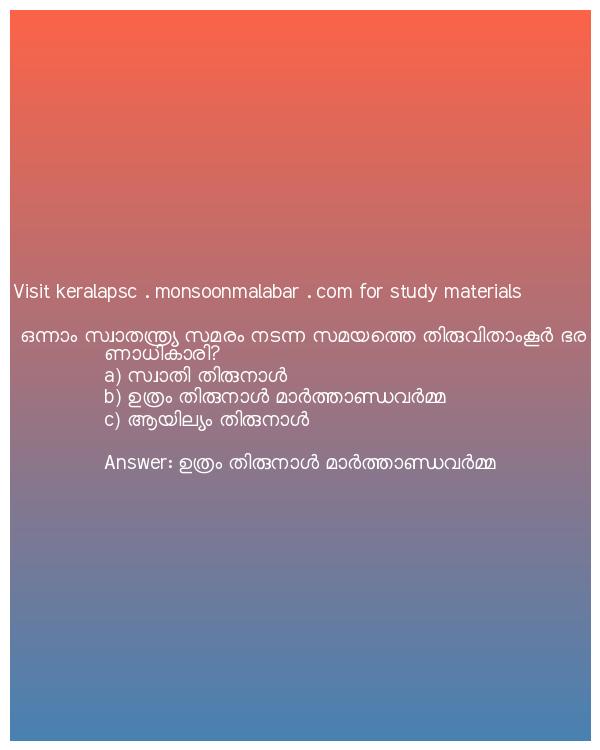 Visit keralapsc . monsoonmalabar . com for study materials
ഒന്നാം സ്വാതന്ത്ര്യ സമരം നടന്ന സമയത്തെ തിരുവിതാംകൂർ ഭര
ണാധികാരി?
a) സ്വാതി തിരുനാൾ
b) ഉത്രം തിരുനാൾ മാർത്താണ്ഡവർമ്മ
c) ആയില്യം തിരുനാൾ
Answer: ഉത്രം തിരുനാൾ മാർത്താണ്ഡവർമ്മ